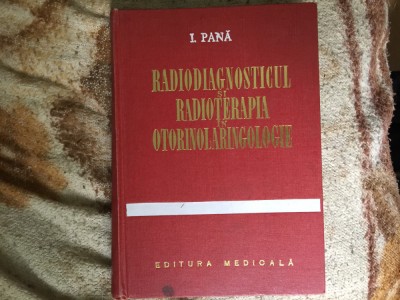 I. PANĂ
RADIODIAGNOSTICUL
ȘI
RADIOTERAPIA
ÎN
OTORINOLARINGOLOGIE
EDITURA MEDICALĂ